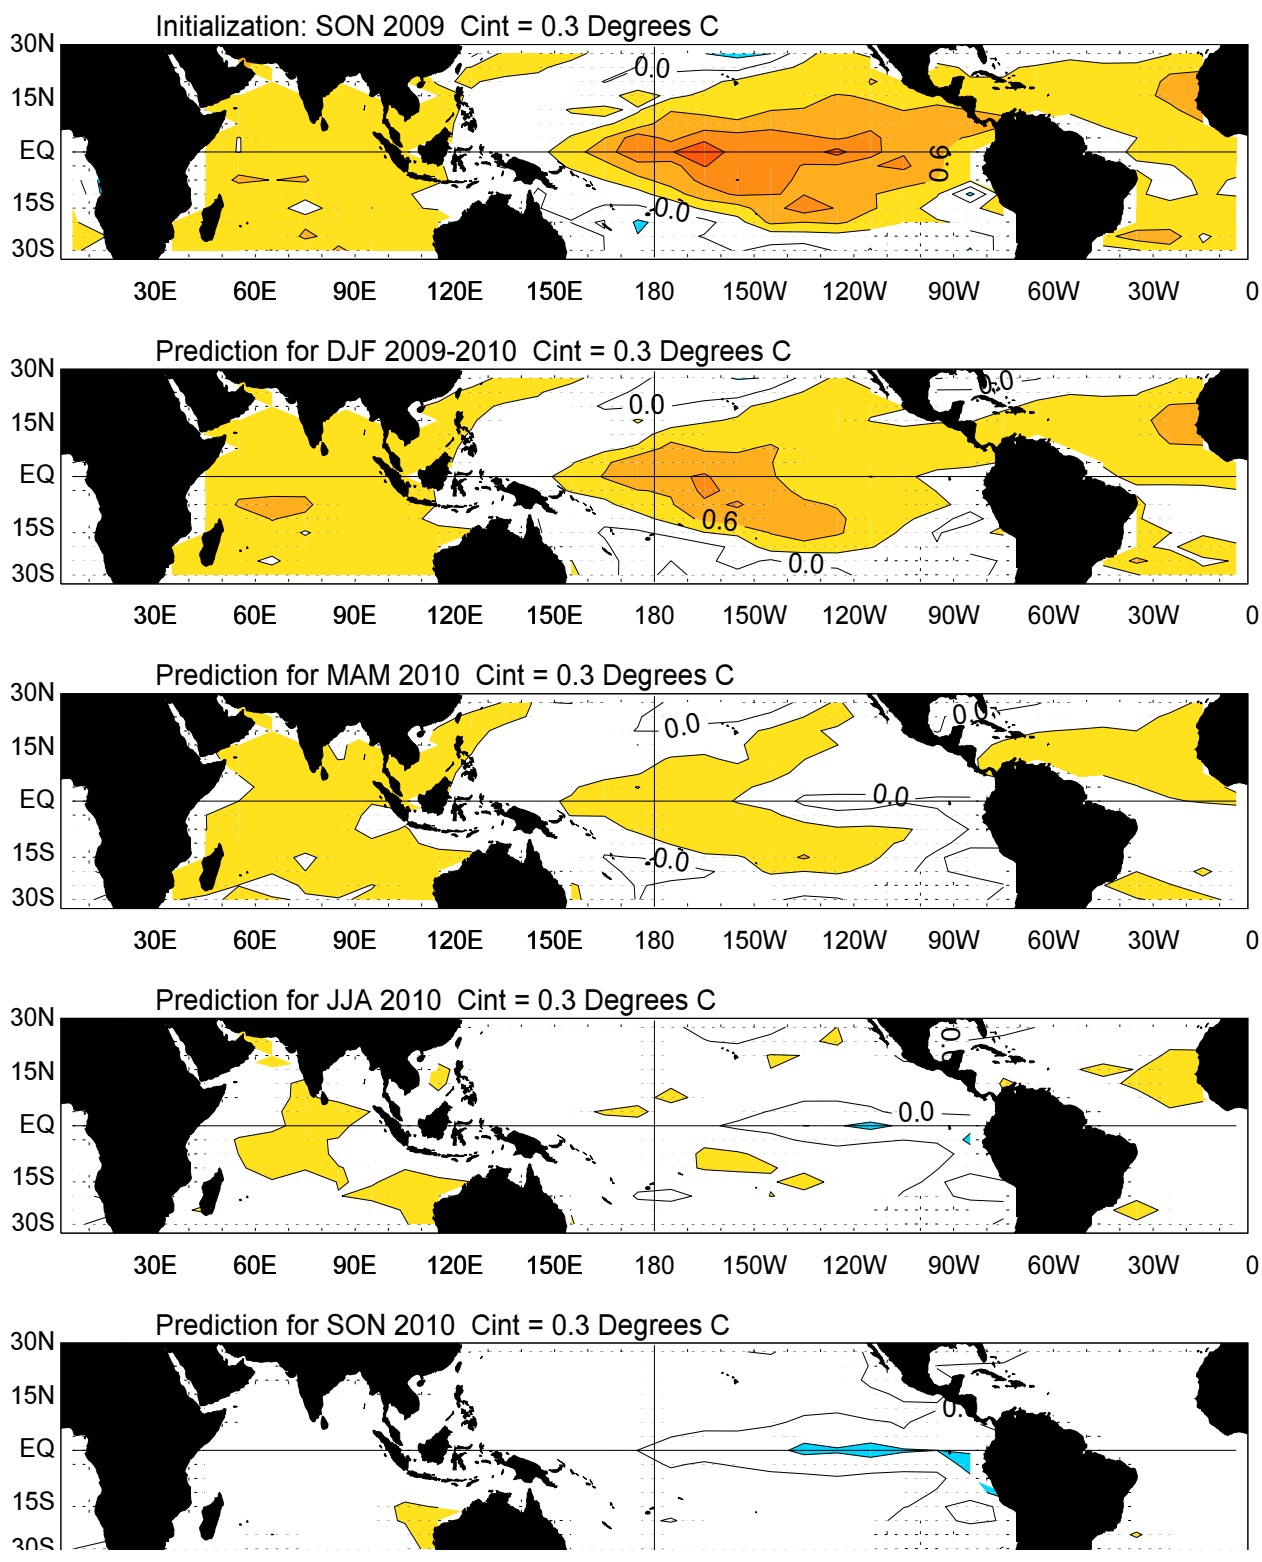 Initialization: SON 2009  Cint = 0.3 Degrees C
30N
0.0
15N
EQ
0.6
15S
0.0
30S
30E 60E 90E 120E 150E 180 150W 120W 90W 60W 30W 0
Prediction for DJF 2009-2010  Cint = 0.3 Degrees C
30N
0.0
0.0
15N
EQ
0.6
15S
0.0
30S
30E 60E 90E 120E 150E 180 150W 120W 90W 60W 30W 0
Prediction for MAM 2010  Cint = 0.3 Degrees C
30N
0.0 0.0
15N
EQ
0.0
15S
0.0
30S
30E 60E 90E 120E 150E 180 150W 120W 90W 60W 30W 0
Prediction for JJA 2010  Cint = 0.3 Degrees C
30N
0.0
15N
0.0
EQ
15S
30S
30E 60E 90E 120E 150E 180 150W 120W 90W 60W 30W 0
Prediction for SON 2010  Cint = 0.3 Degrees C
30N
15N
EQ
15S
30S